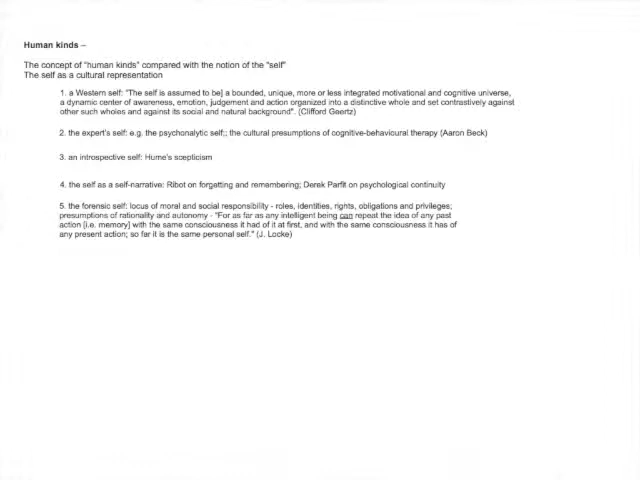 Human kinds –
The concept of "human kinds" compared with the notion of the "self"
The self as a cultural representation
1. a Western self: "The self is assumed to be] a bounded, unique, more or less integrated motivational and cognitive universe,
a dynamic center of awareness, emotion, judgement and action organized into a distinctive whole and set contrastively against
other such wholes and against its social and natural background". (Clifford Geertz)
2. the expert's self: e.g. the psychonalytic self;; the cultural presumptions of cognitive-behavioural therapy (Aaron Beck)
3. an introspective self: Hume's scepticism
4. the self as a self-narrative: Ribot on forgetting and remembering; Derek Parfit on psychological continuity
5. the forensic self: locus of moral and social responsibility - roles, identities, rights, obligations and privileges;
presumptions of rationality and autonomy - "For as far as any intelligent being can repeat the idea of any past
action [i.e. memory] with the same consciousness it had of it at first, and with the same consciousness it has of
any present action; so far it is the same personal self." (J. Locke)